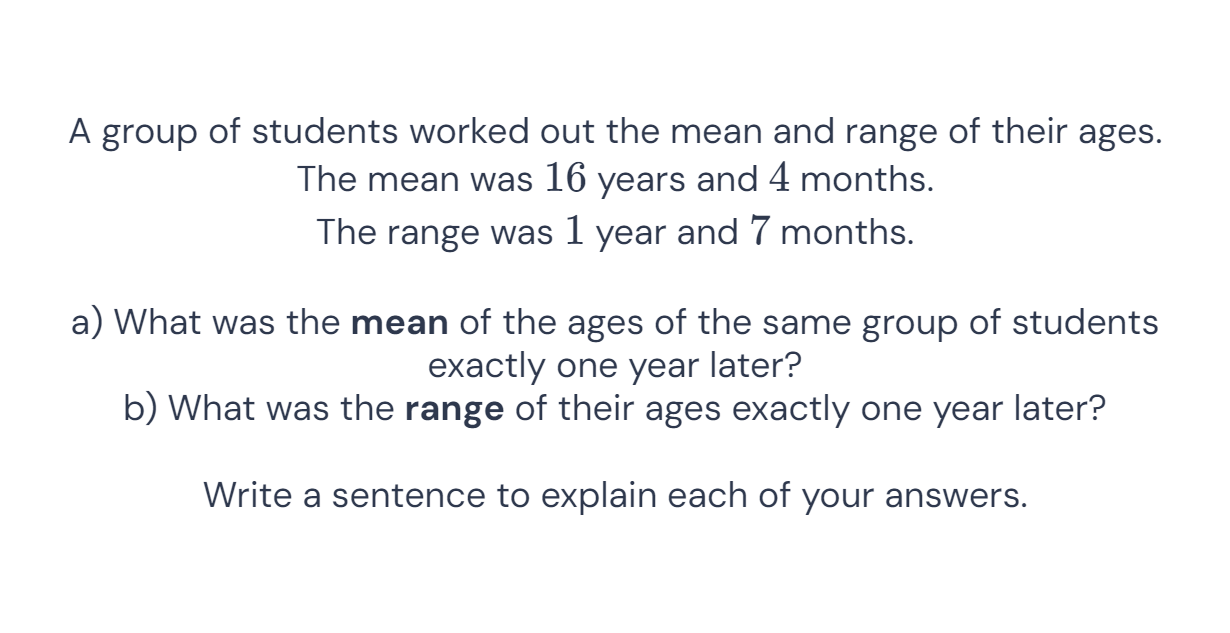 A group of students worked out the mean and range of their ages.
The mean was 16 years and 4 months.
The range was 1 year and 7 months.
a) What was the mean of the ages of the same group of students
exactly one year later?
b) What was the range of their ages exactly one year later?
Write a sentence to explain each of your answers.